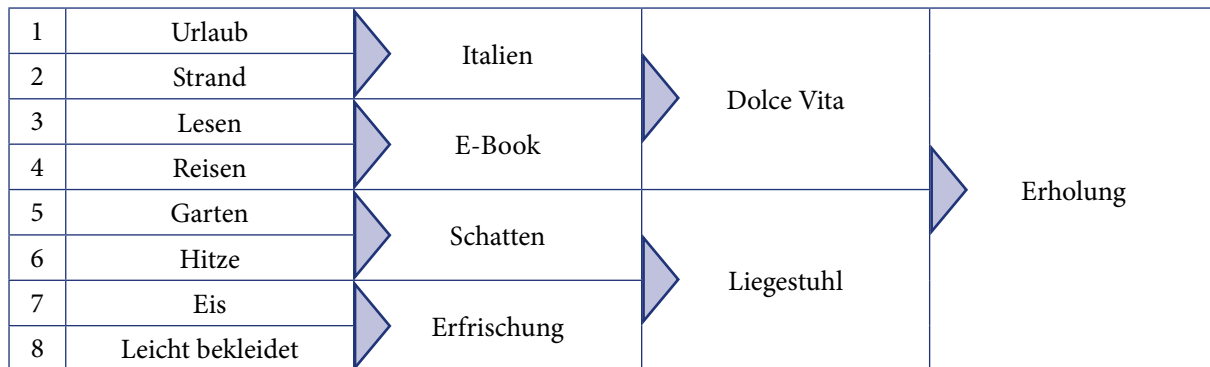 1 Urlaub
Italien
2 Strand
Dolce Vita
3 Lesen
E-Book
4 Reisen
Erholung
5 Garten
Schatten
6 Hitze
Liegestuhl
7 Eis
Erfrischung
8 Leicht bekleidet